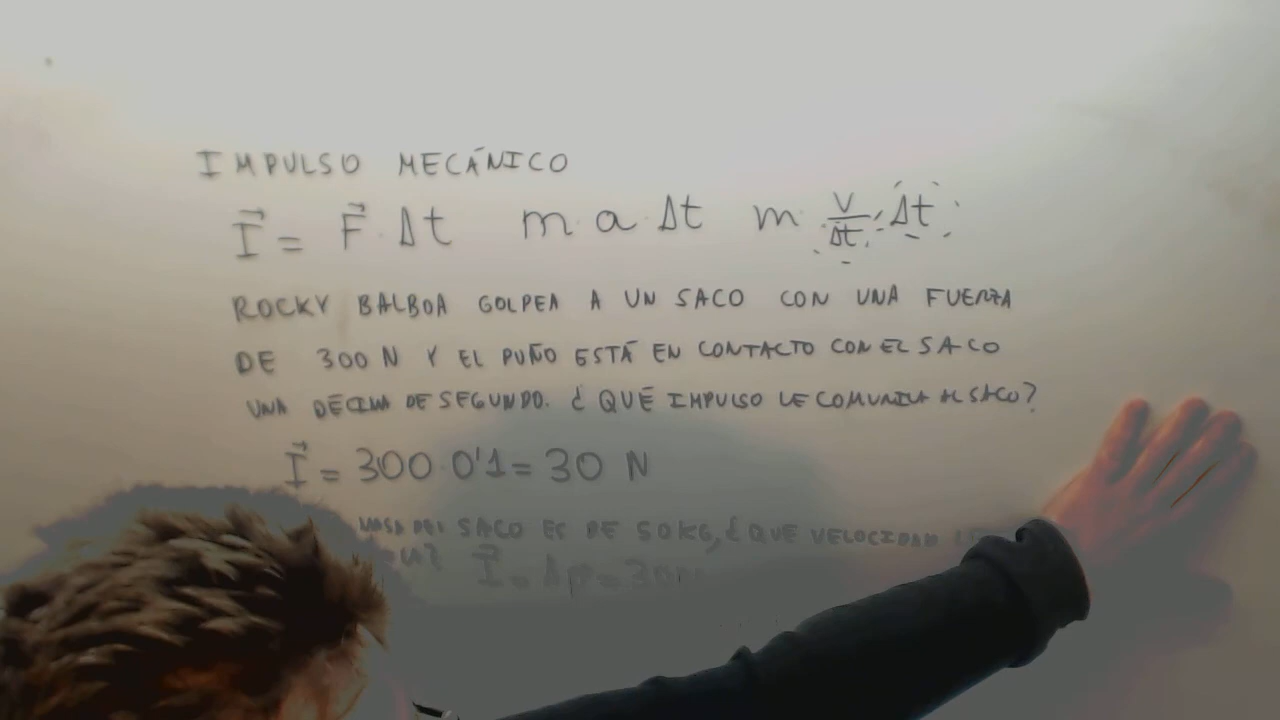 IMPULSO MECÁNICO
I⃗ = F⃗ · Δt m · a · Δt m · v/Δt · Δt
ROCKY BALBOA GOLPEA A UN SACO CON UNA FUERZA
DE 300 N Y EL PUÑO ESTÁ EN CONTACTO CON EL SACO
UNA DÉCIMA DE SEGUNDO. ¿QUÉ IMPULSO LE COMUNICA AL SACO?
I⃗ = 300 · 0'1 = 30 N
MASA DEL SACO ES DE 50 KG, ¿QUE VELOCIDAD
I⃗ = Δp = 30